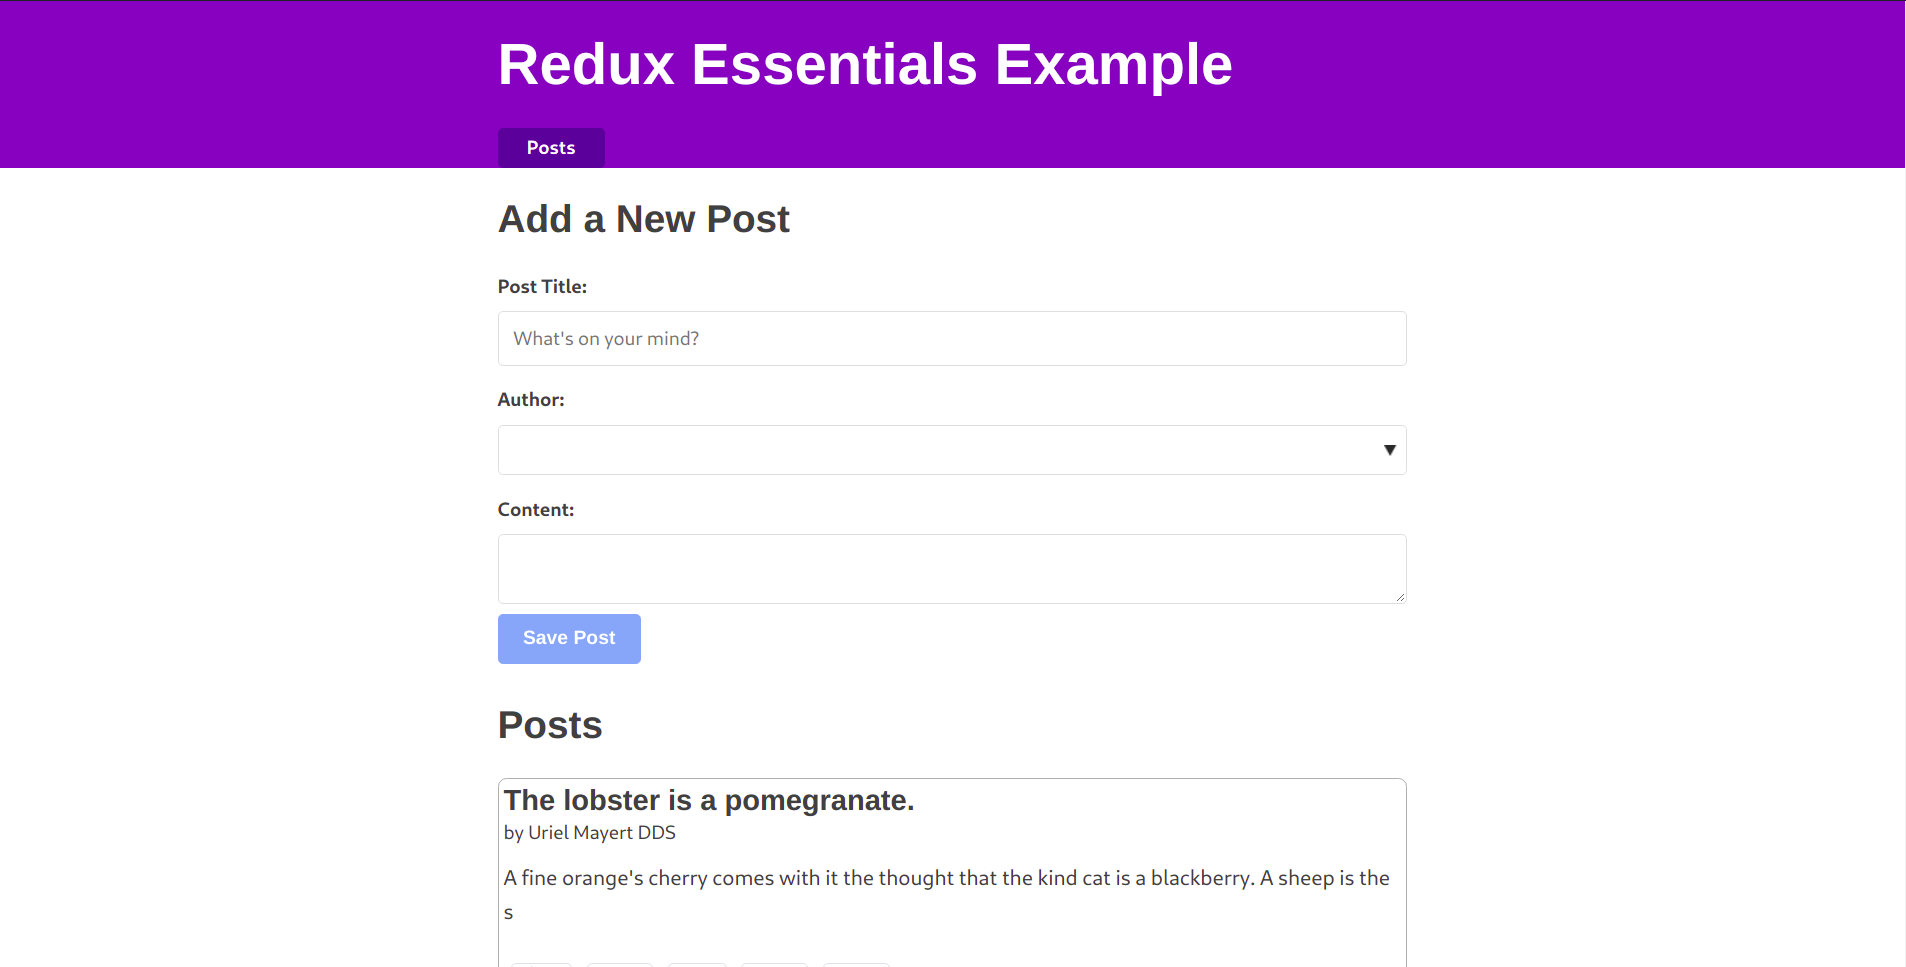 Redux Essentials Example
Posts
Add a New Post
Post Title:
What's on your mind?
Author:
Content:
Save Post
Posts
The lobster is a pomegranate.
by Uriel Mayert DDS
A fine orange's cherry comes with it the thought that the kind cat is a blackberry. A sheep is the
s